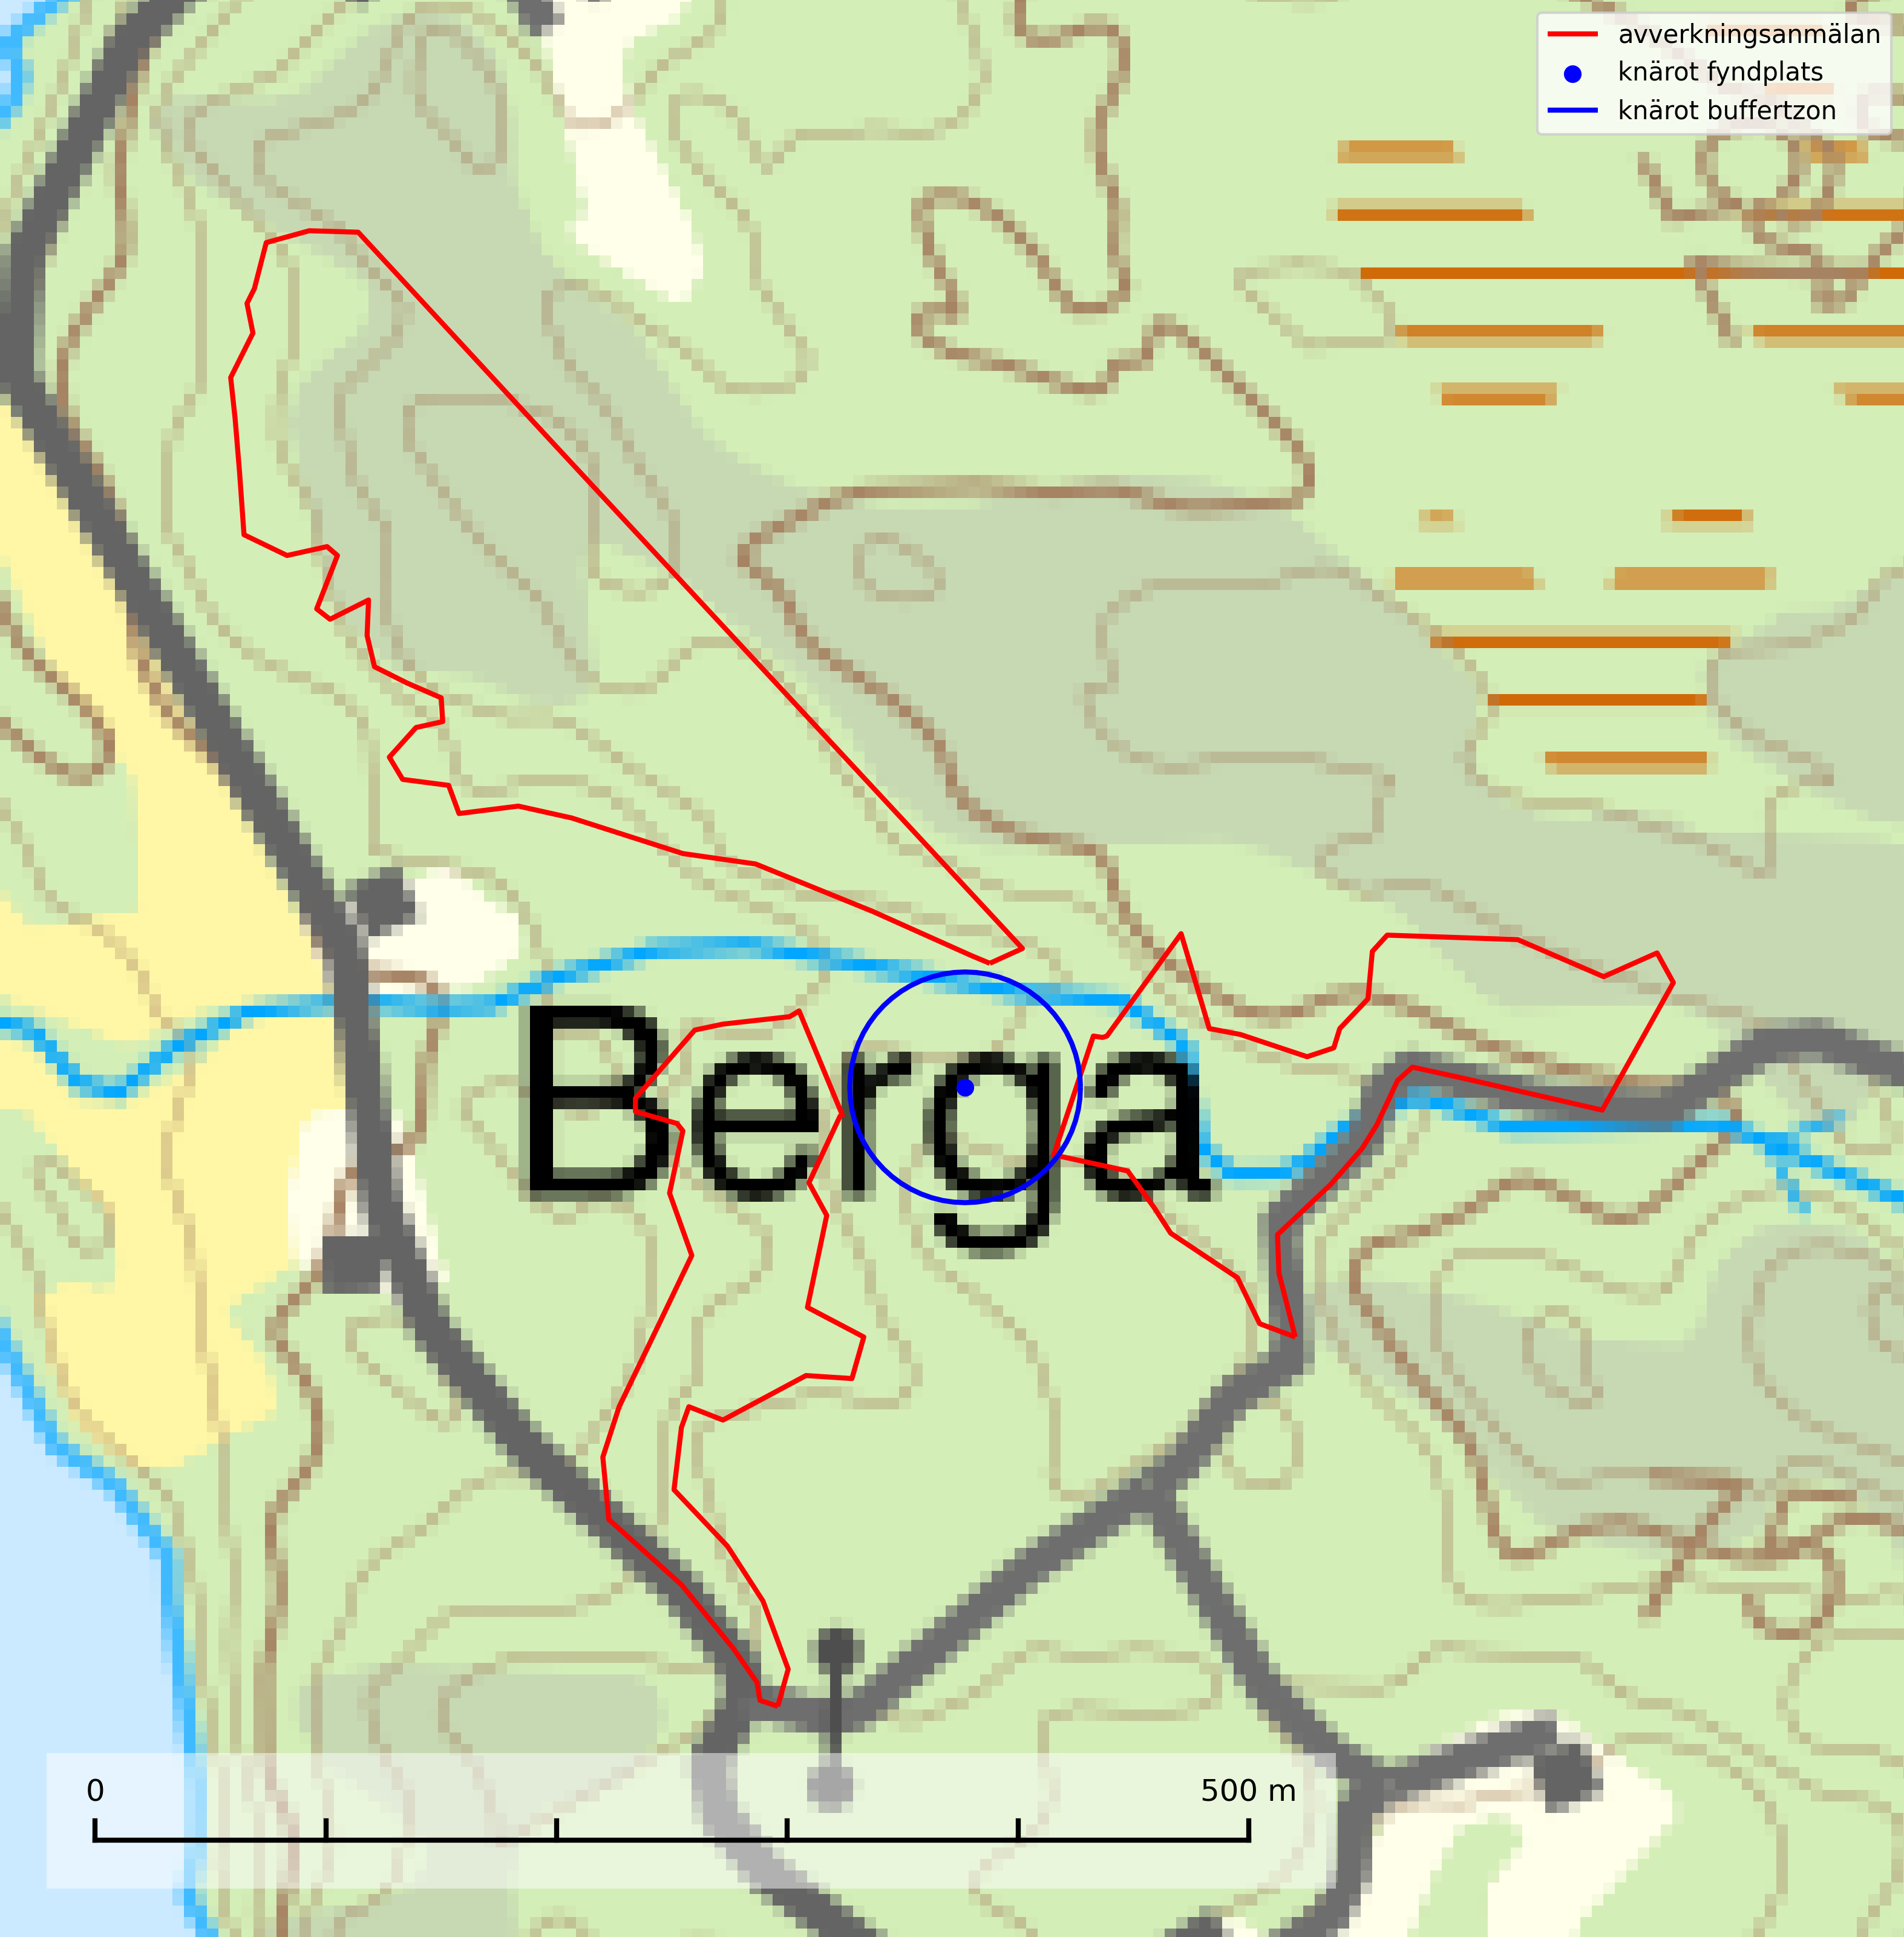 avverkningsanmälan
knärot fyndplats
knärot buffertzon
Berga
0 500 m